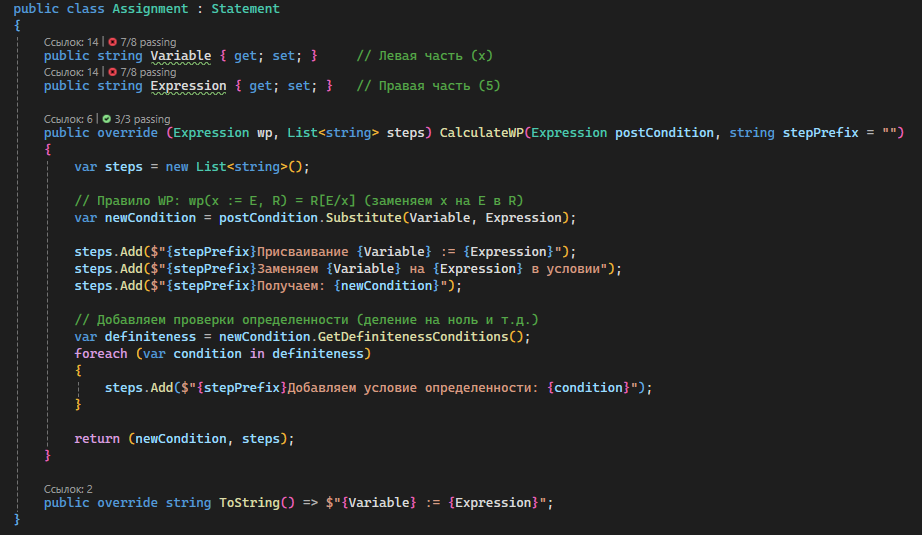 public class Assignment : Statement
{
Ссылок: 14 | 7/8 passing
public string Variable { get; set; } // Левая часть (x)
Ссылок: 14 | 7/8 passing
public string Expression { get; set; } // Правая часть (5)
Ссылок: 6 | 3/3 passing
public override (Expression wp, List<string> steps) CalculateWP(Expression postCondition, string stepPrefix = "")
{
var steps = new List<string>();
// Правило WP: wp(x := E, R) = R[E/x] (заменяем x на E в R)
var newCondition = postCondition.Substitute(Variable, Expression);
steps.Add($"{stepPrefix}Присваивание {Variable} := {Expression}");
steps.Add($"{stepPrefix}Заменяем {Variable} на {Expression} в условии");
steps.Add($"{stepPrefix}Получаем: {newCondition}");
// Добавляем проверки определенности (деление на ноль и т.д.)
var definiteness = newCondition.GetDefinitenessConditions();
foreach (var condition in definiteness)
{
steps.Add($"{stepPrefix}Добавляем условие определенности: {condition}");
}
return (newCondition, steps);
}
Ссылок: 2
public override string ToString() => $"{Variable} := {Expression}";
}